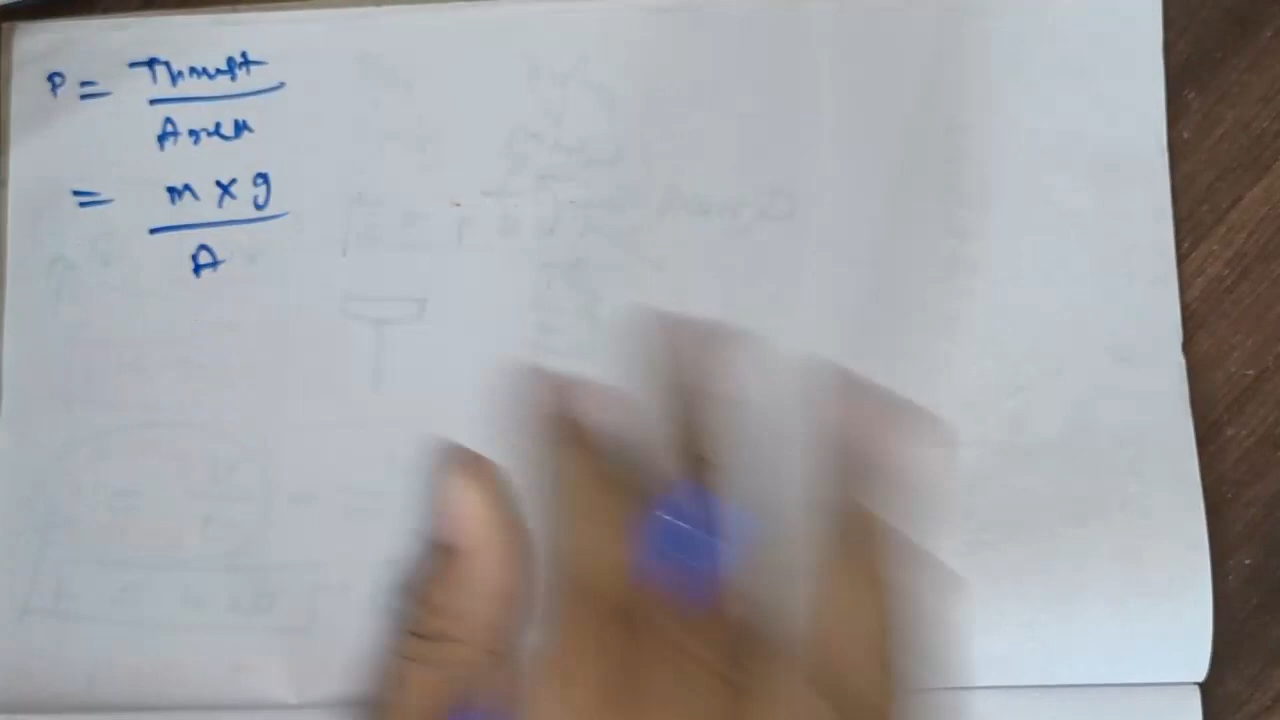 P = Thrust / Area
= m × g / A